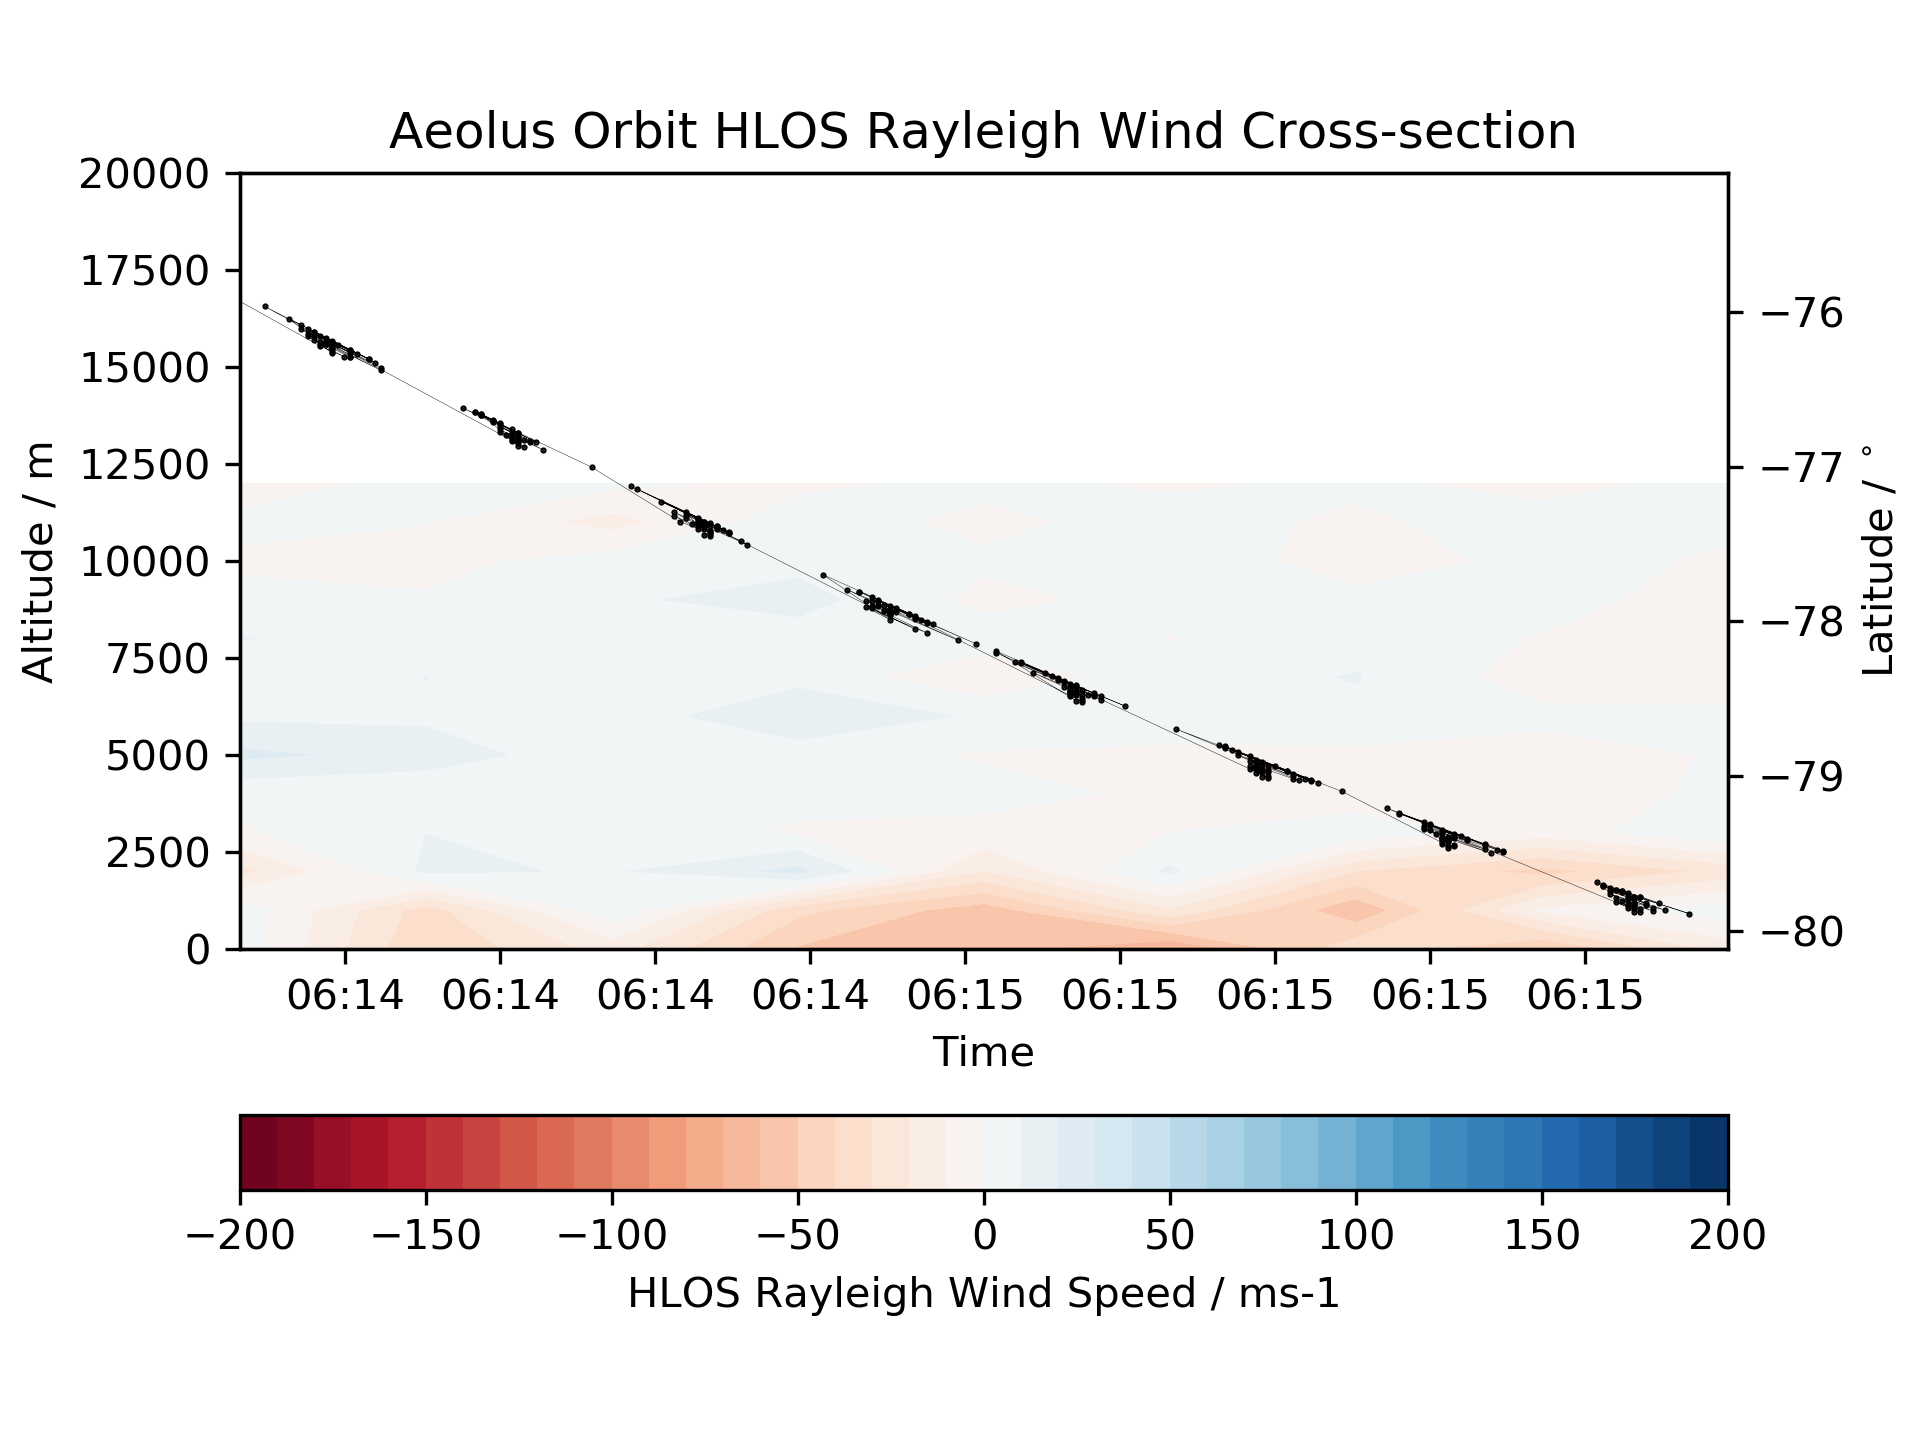 Aeolus Orbit HLOS Rayleigh Wind Cross-section
20000
17500
15000
12500
10000
7500
5000
2500
0
Altitude / m
−76
−77
−78
−79
−80
Latitude / °
06:14 06:14 06:14 06:14 06:15 06:15 06:15 06:15 06:15
Time
−200 −150 −100 −50 0 50 100 150 200
HLOS Rayleigh Wind Speed / ms-1